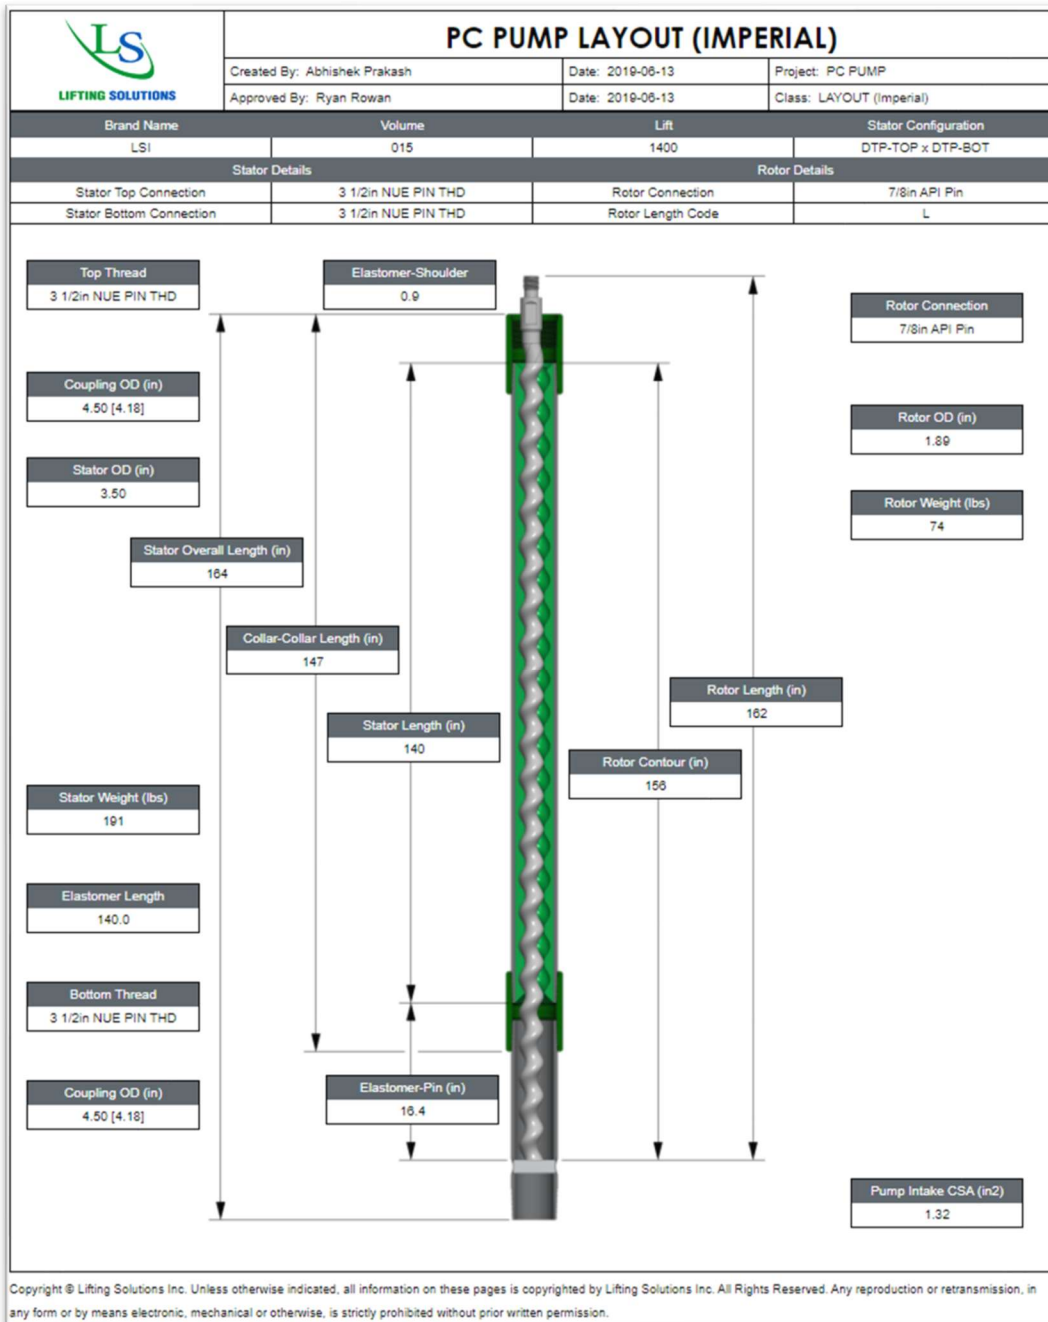 LS
LIFTING SOLUTIONS
PC PUMP LAYOUT (IMPERIAL)
Created By: Abhishek Prakash Date: 2019-06-13 Project: PC PUMP
Approved By: Ryan Rowan Date: 2019-06-13 Class: LAYOUT (Imperial)
Brand Name Volume Lift Stator Configuration
LSI 015 1400 DTP-TOP x DTP-BOT
Stator Details Rotor Details
Stator Top Connection 3 1/2in NUE PIN THD Rotor Connection 7/8in API Pin
Stator Bottom Connection 3 1/2in NUE PIN THD Rotor Length Code L
Top Thread
3 1/2in NUE PIN THD
Elastomer-Shoulder
0.9
Rotor Connection
7/8in API Pin
Coupling OD (in)
4.50 [4.18]
Rotor OD (in)
1.89
Stator OD (in)
3.50
Rotor Weight (lbs)
74
Stator Overall Length (in)
164
Collar-Collar Length (in)
147
Rotor Length (in)
162
Stator Length (in)
140
Rotor Contour (in)
156
Stator Weight (lbs)
191
Elastomer Length
140.0
Bottom Thread
3 1/2in NUE PIN THD
Coupling OD (in)
4.50 [4.18]
Elastomer-Pin (in)
16.4
Pump Intake CSA (in2)
1.32
Copyright © Lifting Solutions Inc. Unless otherwise indicated, all information on these pages is copyrighted by Lifting Solutions Inc. All Rights Reserved. Any reproduction or retransmission, in
any form or by means electronic, mechanical or otherwise, is strictly prohibited without prior written permission.